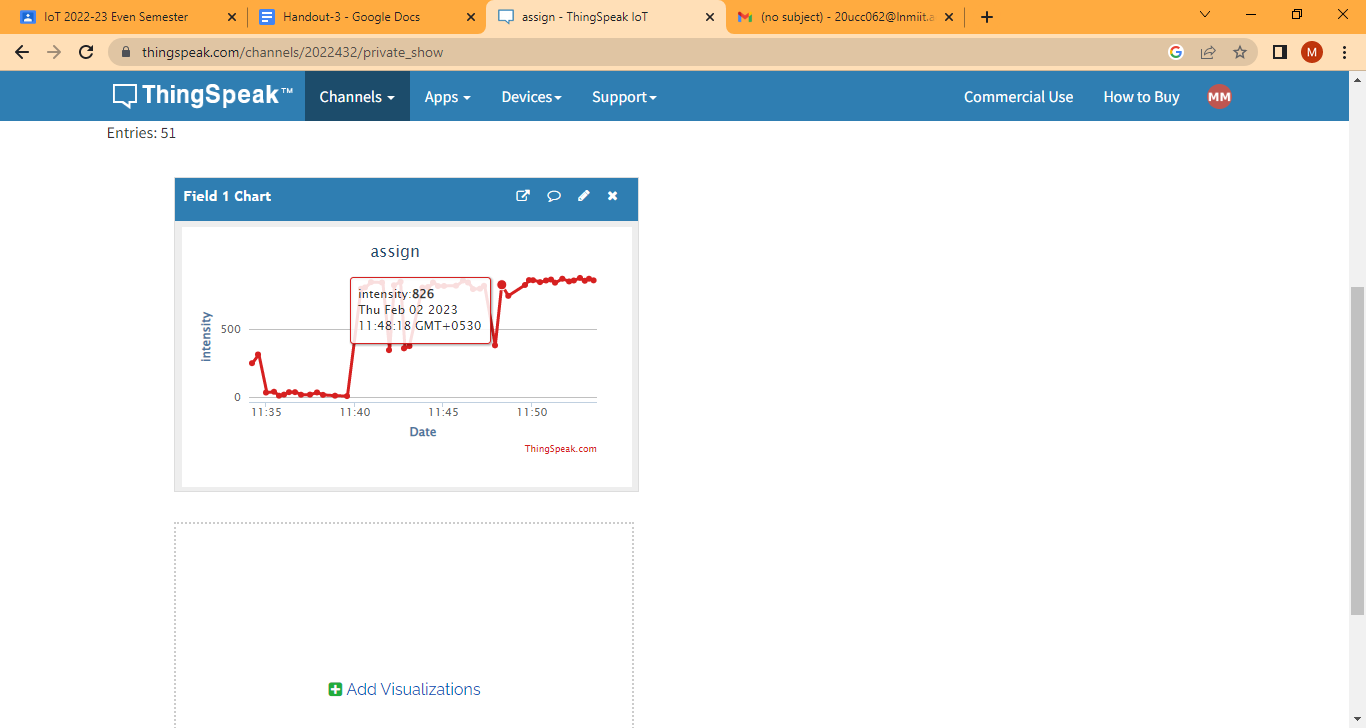 IoT 2022-23 Even Semester
Handout-3 - Google Docs
assign - ThingSpeak IoT
(no subject) - 20ucc062@lnmiit.a
thingspeak.com/channels/2022432/private_show
M
ThingSpeak™
Channels
Apps
Devices
Support
Commercial Use
How to Buy
MM
Entries: 51
Field 1 Chart
assign
intensity:826
Thu Feb 02 2023
11:48:18 GMT+0530
intensity
500
0
11:35
11:40
11:45
11:50
Date
ThingSpeak.com
Add Visualizations